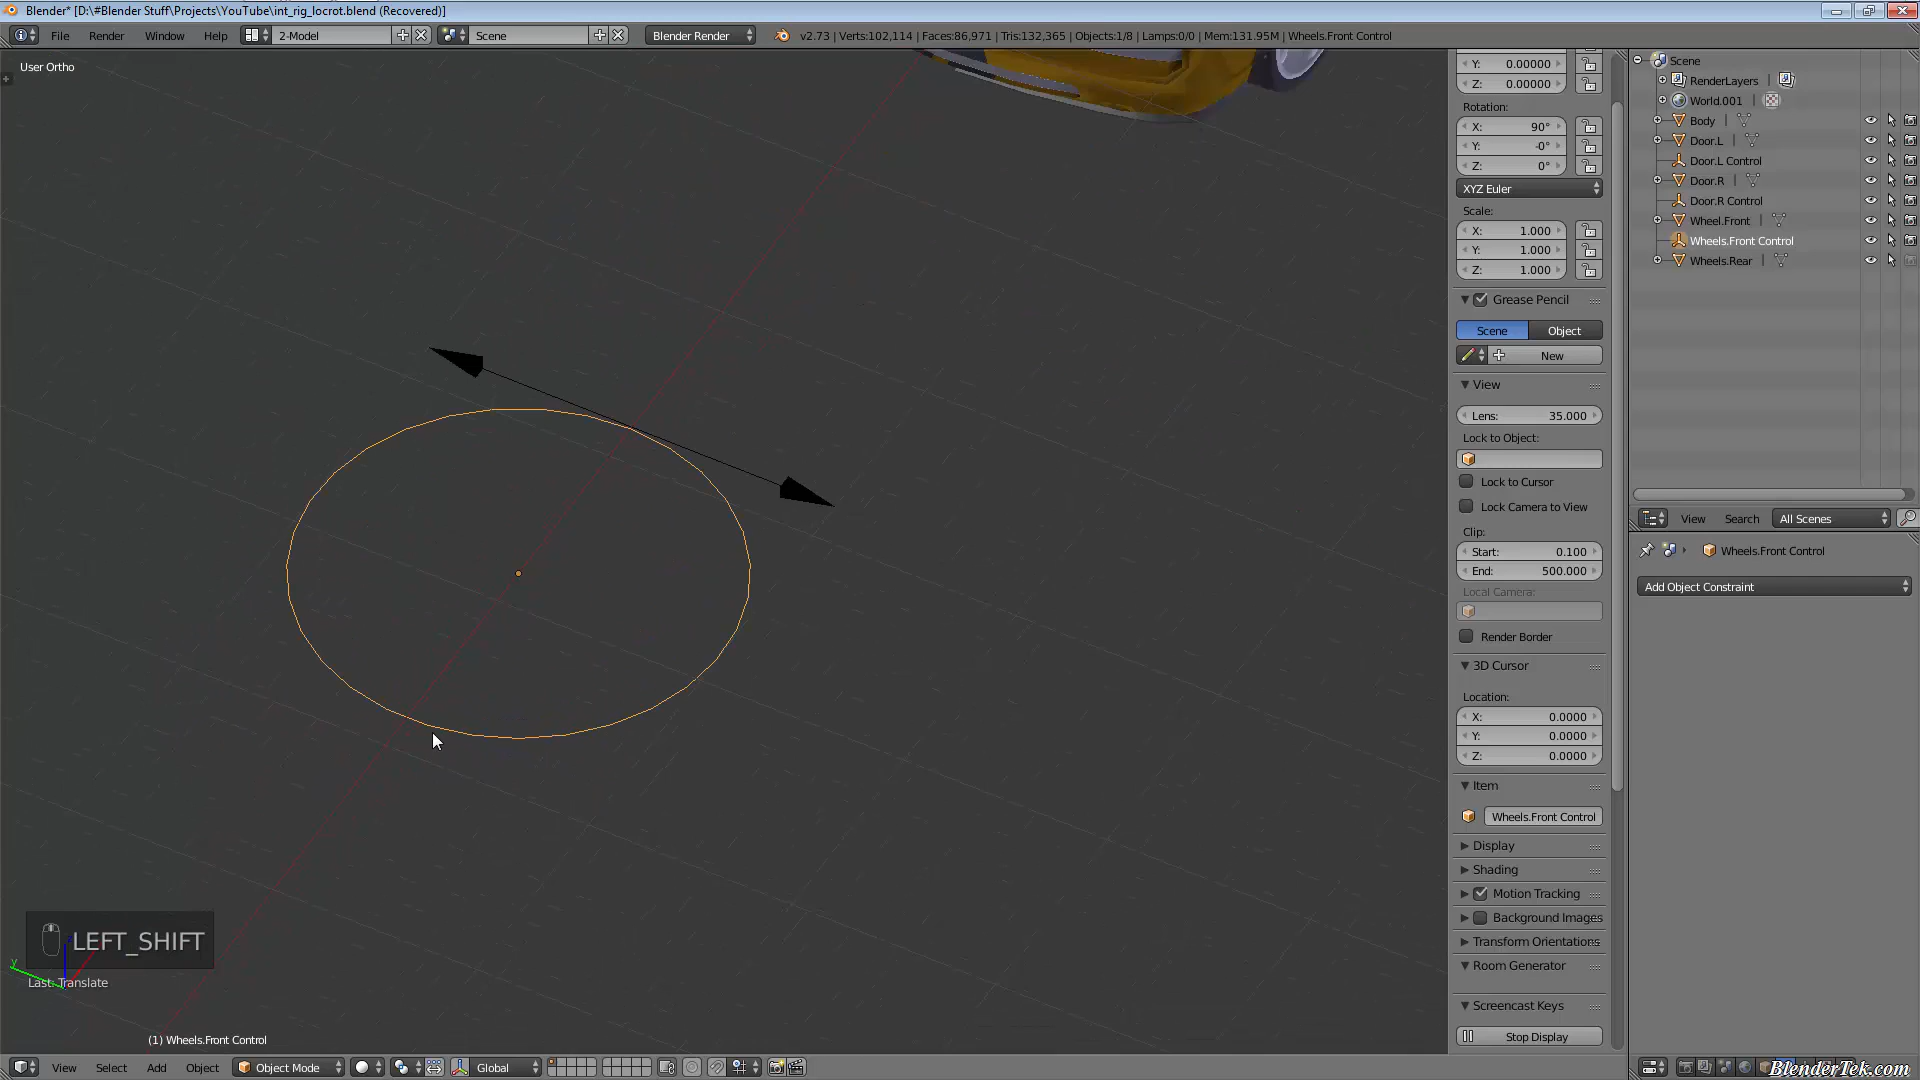 Blender* [D:\#Blender Stuff\Projects\YouTube\int_rig_locrot.blend (Recovered)]
File Render Window Help 2-Model Scene Blender Render v2.73 | Verts:102,114 | Faces:86,971 | Tris:132,365 | Objects:1/8 | Lamps:0/0 | Mem:131.95M | Wheels.Front Control
User Ortho
Y: 0.00000
Z: 0.00000
Rotation:
X: 90°
Y: -0°
Z: 0°
XYZ Euler
Scale:
X: 1.000
Y: 1.000
Z: 1.000
Grease Pencil
Scene Object
New
View
Lens: 35.000
Lock to Object:
Lock to Cursor
Lock Camera to View
Clip:
Start: 0.100
End: 500.000
Local Camera:
Render Border
3D Cursor
Location:
X: 0.0000
Y: 0.0000
Z: 0.0000
Item
Wheels.Front Control
Display
Shading
Motion Tracking
Background Images
Transform Orientations
Room Generator
Screencast Keys
Stop Display
Scene
RenderLayers |
World.001 |
Body |
Door.L |
Door.L Control
Door.R |
Door.R Control
Wheel.Front |
Wheels.Front Control
Wheels.Rear |
View Search All Scenes
Wheels.Front Control
Add Object Constraint
LEFT_SHIFT
y
Last: Translate
(1) Wheels.Front Control
View Select Add Object Object Mode Global
BlenderTek.com